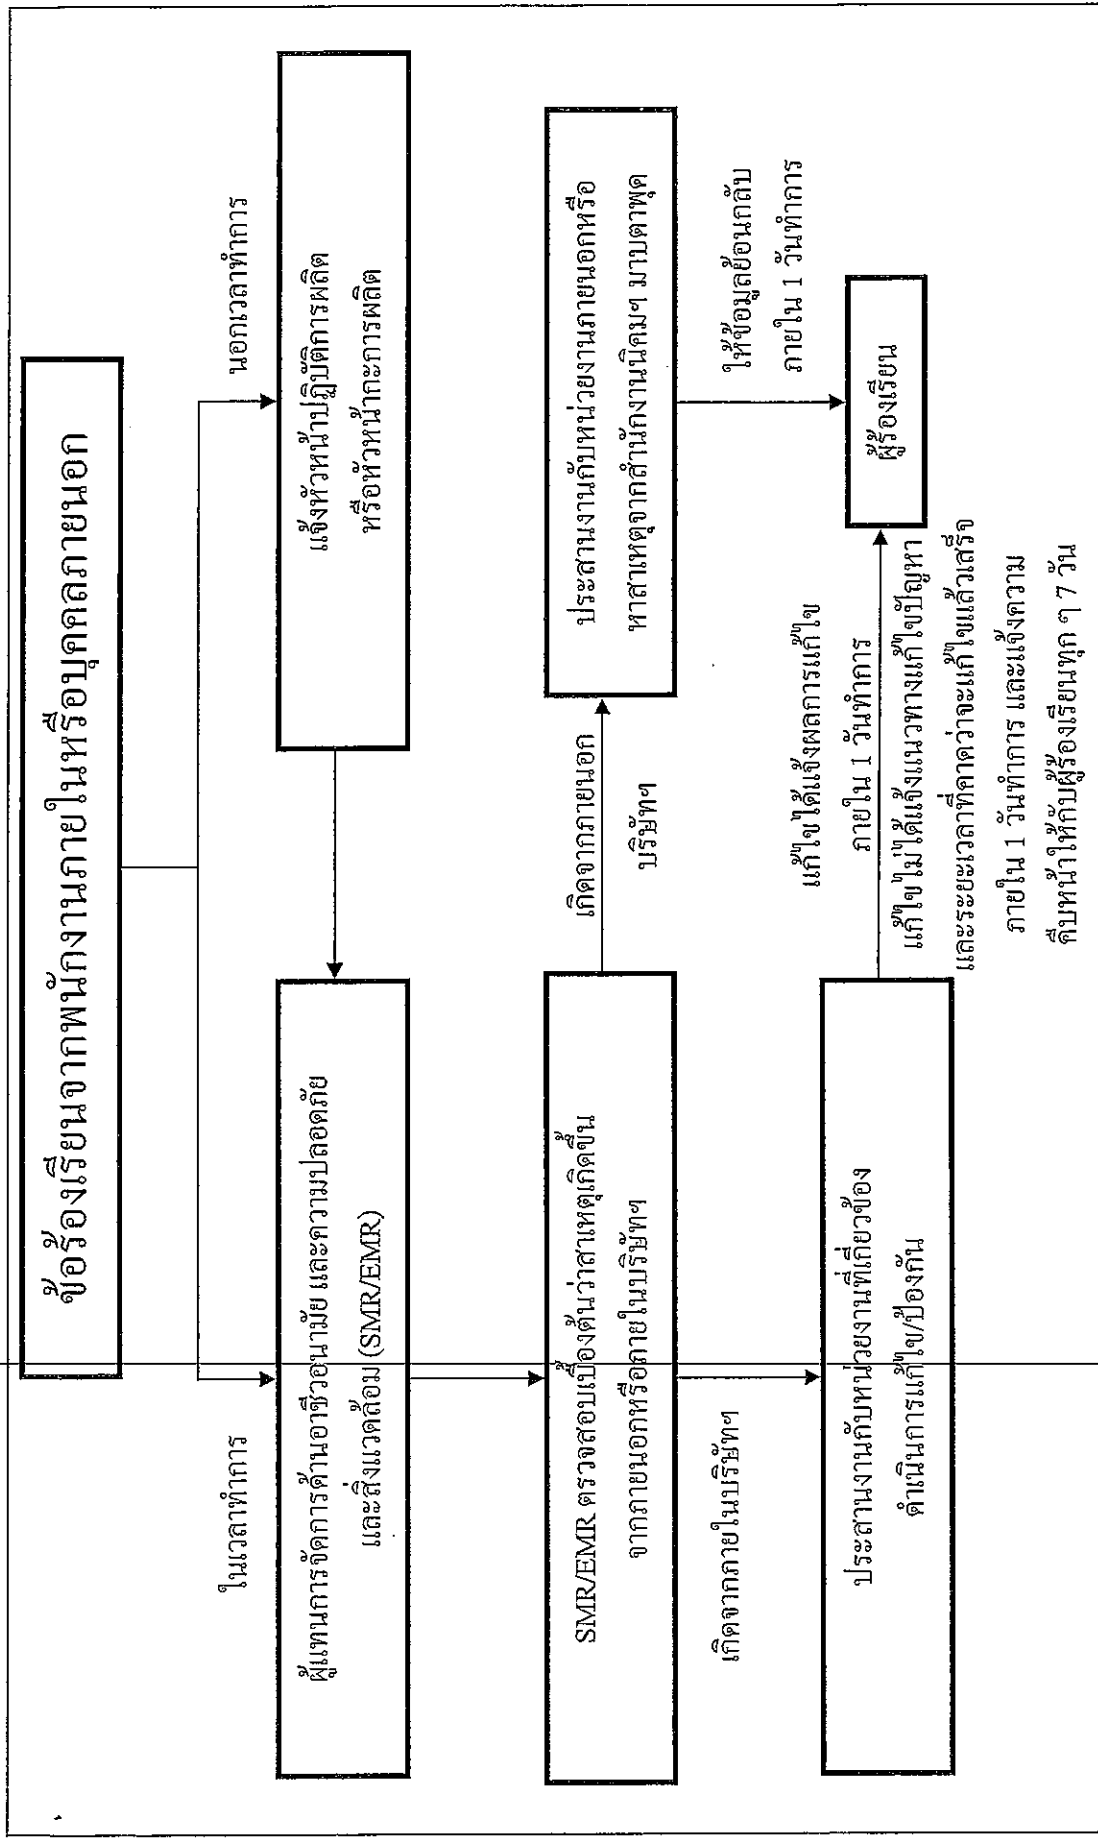 ข้อร้องเรียนจากพนักงานภายในหรือบุคคลภายนอก
ในเวลาทำการ
นอกเวลาทำการ
ผู้แทนการจัดการด้านอาชีวอนามัย และความปลอดภัย
และสิ่งแวดล้อม (SMR/EMR)
แจ้งหัวหน้าปฏิบัติการผลิต
หรือหัวหน้ากะการผลิต
SMR/EMR ตรวจสอบเบื้องต้นว่าสาเหตุเกิดขึ้น
จากภายนอกหรือภายในบริษัทฯ
เกิดจากภายนอก
บริษัทฯ
ประสานงานกับหน่วยงานภายนอกหรือ
หาสาเหตุจากสำนักงานนิคมฯ มาบตาพุด
เกิดจากภายในบริษัทฯ
ให้ข้อมูลย้อนกลับ
ภายใน 1 วันทำการ
ประสานงานกับหน่วยงานที่เกี่ยวข้อง
ดำเนินการแก้ไข/ป้องกัน
แก้ไขได้แจ้งผลการแก้ไข
ภายใน 1 วันทำการ
แก้ไขไม่ได้แจ้งแนวทางแก้ไขปัญหา
และระยะเวลาที่คาดว่าจะแก้ไขแล้วเสร็จ
ภายใน 1 วันทำการ และแจ้งความ
คืบหน้าให้กับผู้ร้องเรียนทุก ๆ 7 วัน
ผู้ร้องเรียน